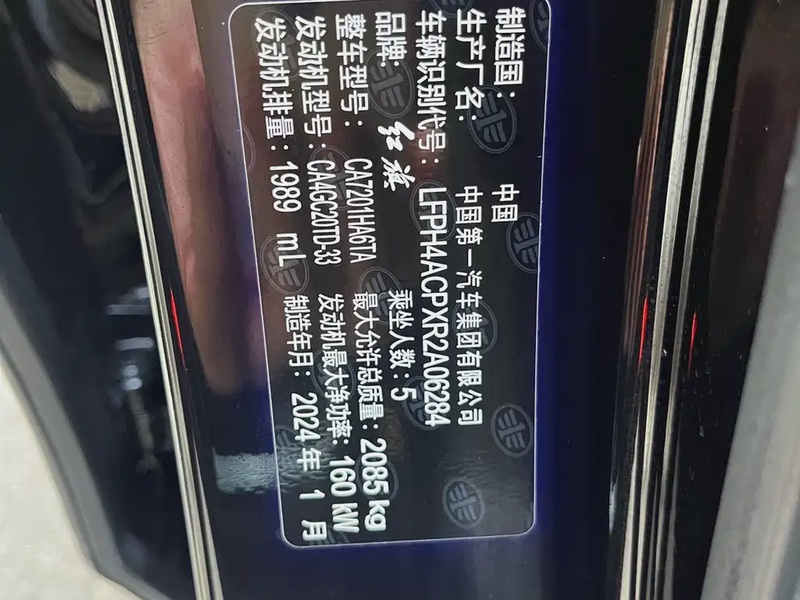 制造国: 中国
生产厂名: 中国第一汽车集团有限公司
车辆识别代号: LFPH4ACPXR2A06284
品牌: 红旗 乘坐人数: 5
整车型号: CA7201HA6TA 最大允许总质量: 2085 kg
发动机型号: CA4GC20TD-33 发动机最大净功率: 160 kW
发动机排量: 1989 mL 制造年月: 2024 年 1 月